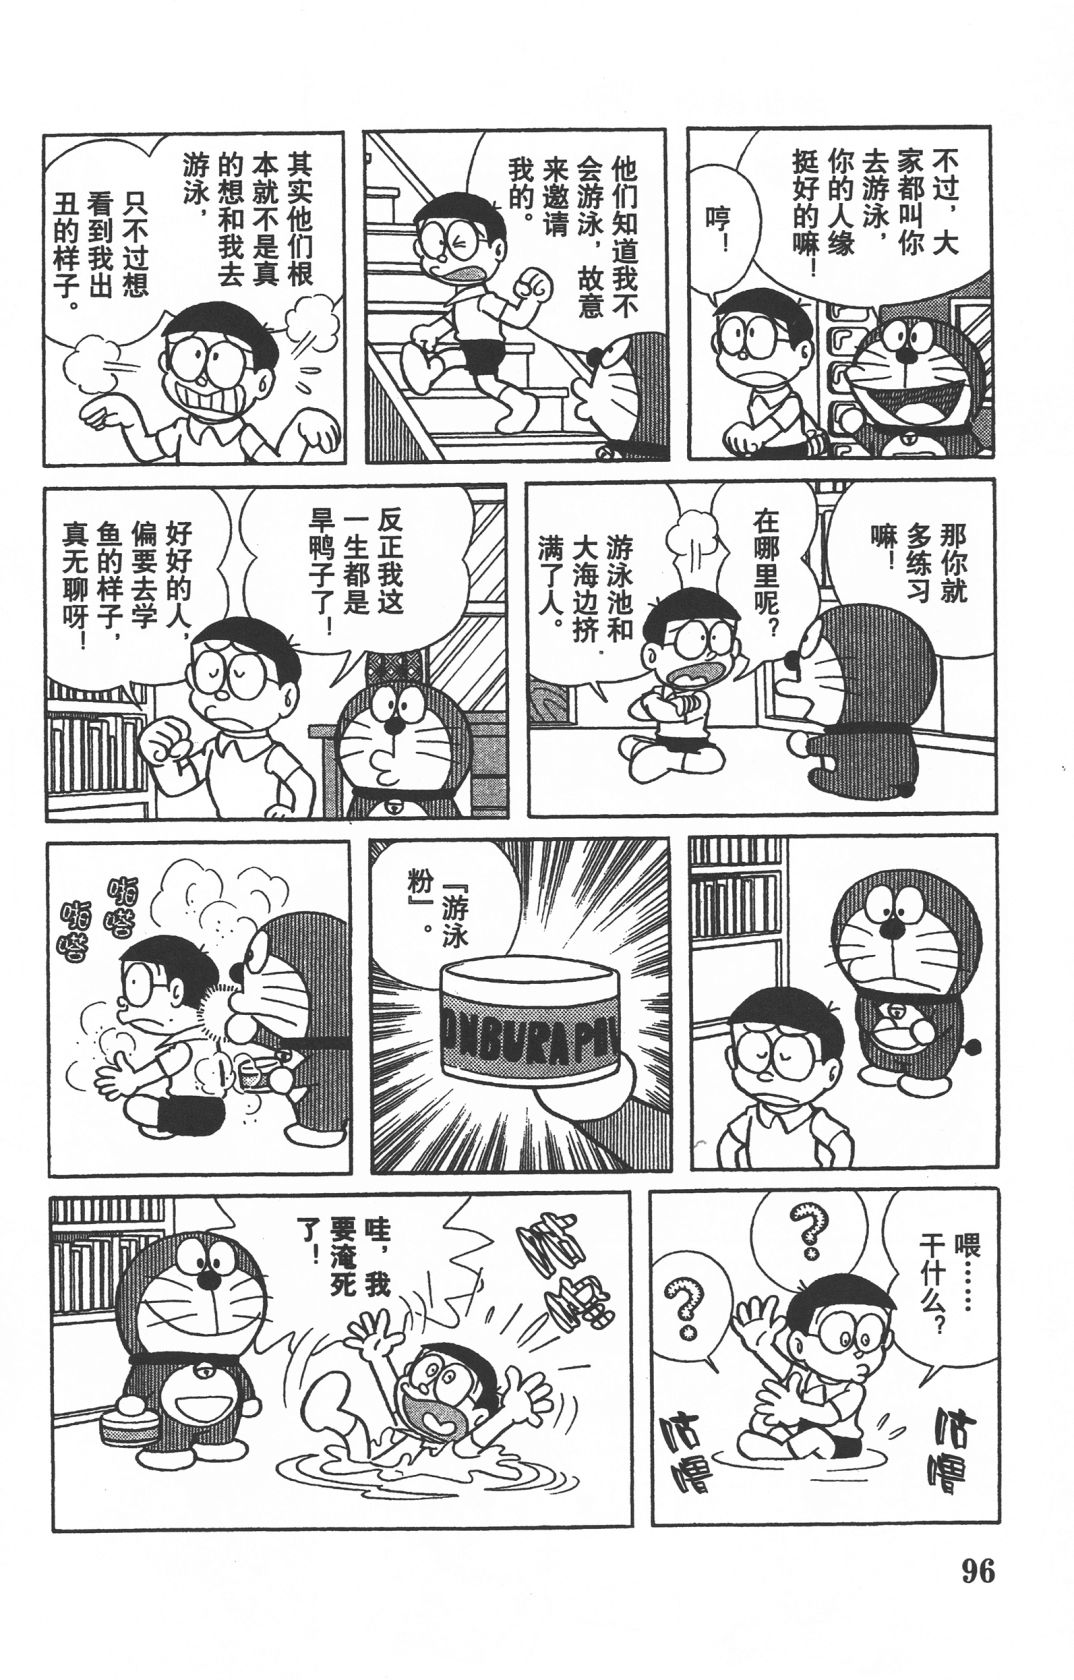 不过，大
家都叫你
去游泳，
你的人缘
挺好的嘛！
哼！
他们知道我不
会游泳，故意
来邀请
我的。
其实他们根
本就不是真
的想和我去
游泳，
只不过想
看到我出
丑的样子。
那你就
多练习
嘛！
在哪里呢？
游泳池和
大海边挤
满了人。
反正我这
一生都是
旱鸭子了！
好好的人，
偏要去学
鱼的样子，
真无聊呀！
『游泳
粉』。
ONBURA P
啪嗒
啪嗒
喂……
干什么？
？
？
咕噜
咕噜
咕噜
哇，我
要淹死
了！
96